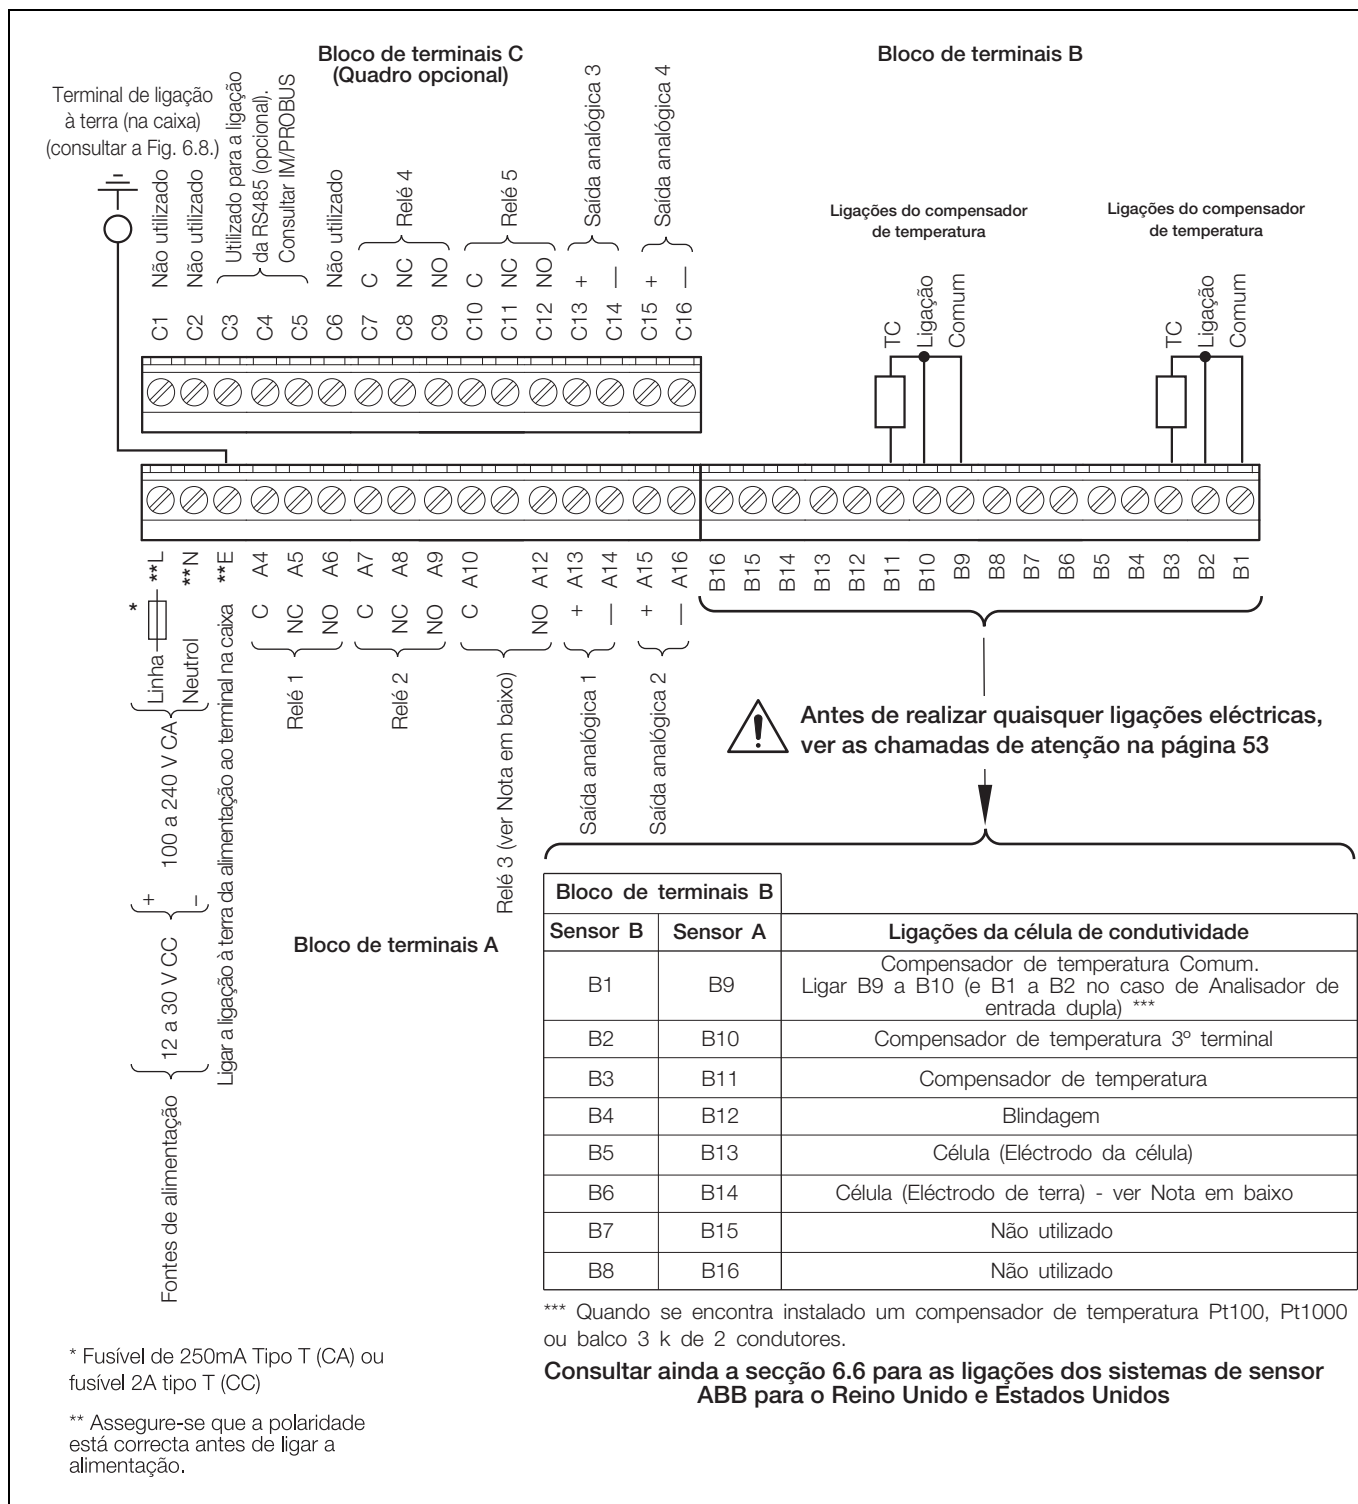 Bloco de terminais C
(Quadro opcional)
Bloco de terminais B
Terminal de ligação
à terra (na caixa)
(consultar a Fig. 6.8.)
Não utilizado
Não utilizado
Utilizado para a ligação
da RS485 (opcional).
Consultar IM/PROBUS
Não utilizado
Relé 4
Relé 5
Saída analógica 3
Saída analógica 4
C
NC
NO
C
NC
NO
+
—
+
—
C1
C2
C3
C4
C5
C6
C7
C8
C9
C10
C11
C12
C13
C14
C15
C16
Ligações do compensador
de temperatura
TC
Ligação
Comum
Ligações do compensador
de temperatura
TC
Ligação
Comum
**L
**N
**E
A4
A5
A6
A7
A8
A9
A10
A12
A13
A14
A15
A16
B16
B15
B14
B13
B12
B11
B10
B9
B8
B7
B6
B5
B4
B3
B2
B1
*
C
NC
NO
C
NC
NO
C
NO
+
—
+
—
Linha
Neutrol
Ligar a ligação à terra da alimentação ao terminal na caixa
Relé 1
Relé 2
Relé 3 (ver Nota em baixo)
Saída analógica 1
Saída analógica 2
100 a 240 V CA
+
–
12 a 30 V CC
Fontes de alimentação
Bloco de terminais A
Antes de realizar quaisquer ligações eléctricas,
ver as chamadas de atenção na página 53
Bloco de terminais B
Sensor B Sensor A Ligações da célula de condutividade
B1 B9 Compensador de temperatura Comum.
Ligar B9 a B10 (e B1 a B2 no caso de Analisador de
entrada dupla) ***
B2 B10 Compensador de temperatura 3º terminal
B3 B11 Compensador de temperatura
B4 B12 Blindagem
B5 B13 Célula (Eléctrodo da célula)
B6 B14 Célula (Eléctrodo de terra) - ver Nota em baixo
B7 B15 Não utilizado
B8 B16 Não utilizado
*** Quando se encontra instalado um compensador de temperatura Pt100, Pt1000
ou balco 3 k de 2 condutores.
Consultar ainda a secção 6.6 para as ligações dos sistemas de sensor
ABB para o Reino Unido e Estados Unidos
* Fusível de 250mA Tipo T (CA) ou
fusível 2A tipo T (CC)
** Assegure-se que a polaridade
está correcta antes de ligar a
alimentação.